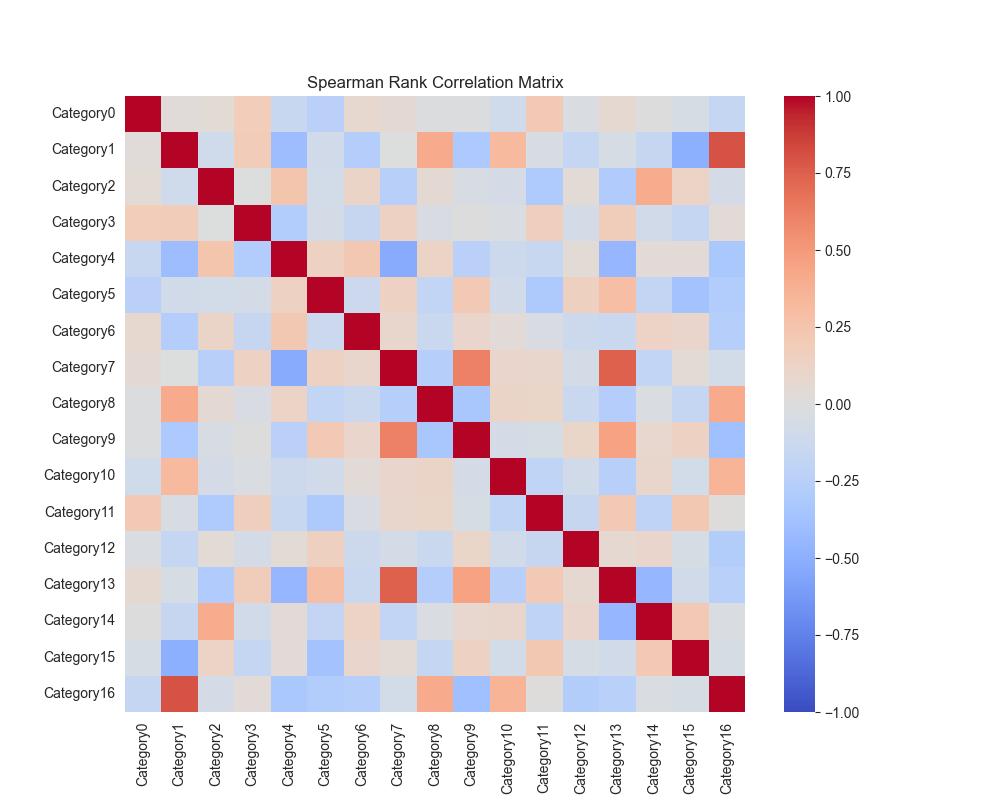 Spearman Rank Correlation Matrix
Category0
Category1
Category2
Category3
Category4
Category5
Category6
Category7
Category8
Category9
Category10
Category11
Category12
Category13
Category14
Category15
Category16
Category0
Category1
Category2
Category3
Category4
Category5
Category6
Category7
Category8
Category9
Category10
Category11
Category12
Category13
Category14
Category15
Category16
1.00
0.75
0.50
0.25
0.00
−0.25
−0.50
−0.75
−1.00